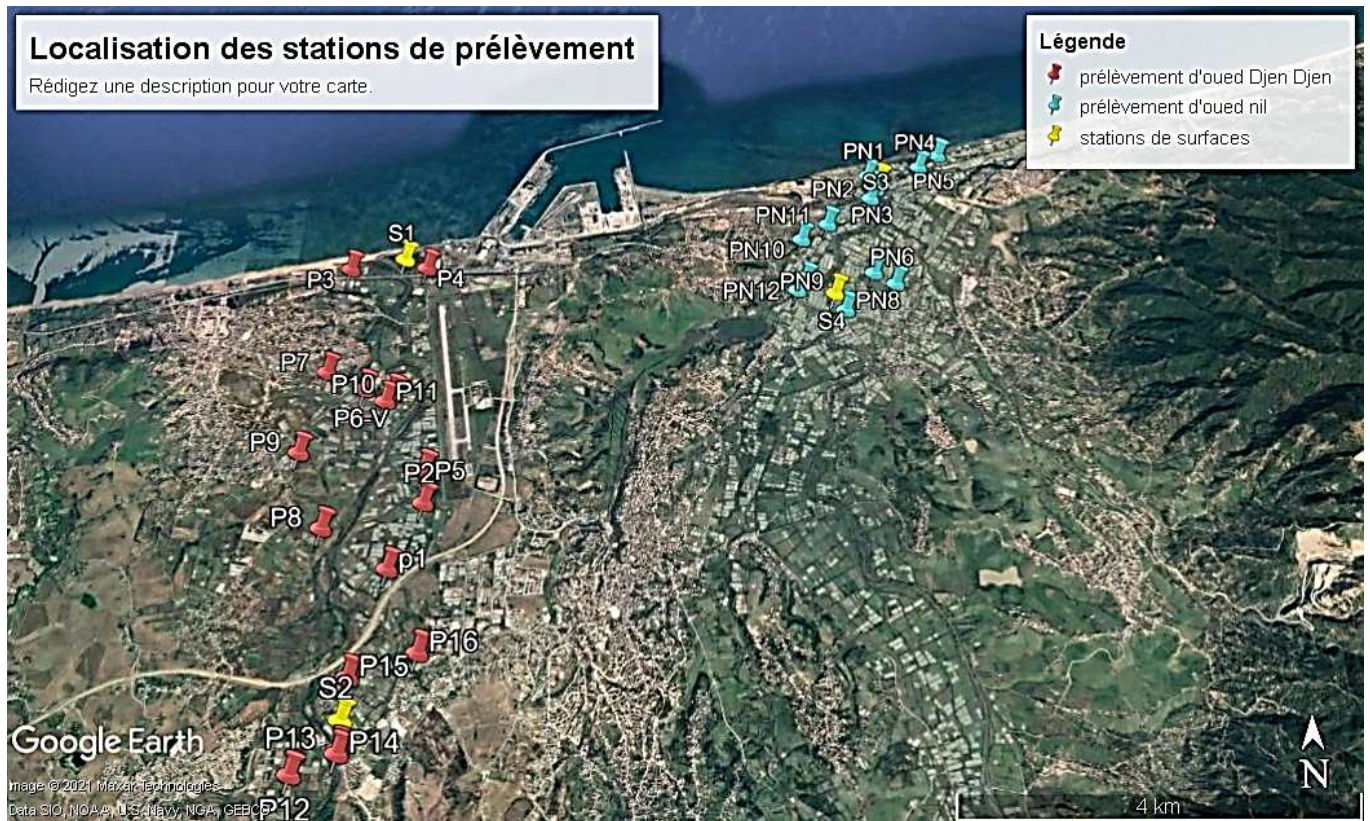 Localisation des stations de prélèvement
Rédigez une description pour votre carte.
Légende
prélèvement d'oued Djen Djen
prélèvement d'oued nil
stations de surfaces
PN1
PN4
PN5
PN2
S3
PN11
PN3
PN10
PN6
PN12
PN9
PN8
S4
S1
P3
P4
P7
P10
P11
P6-V
P9
P2
P5
P8
p1
P16
P15
S2
P13
P14
P12
Google Earth
Image © 2021 Maxar Technologies
Data SIO, NOAA, U.S. Navy, NGA, GEBCO
4 km
N